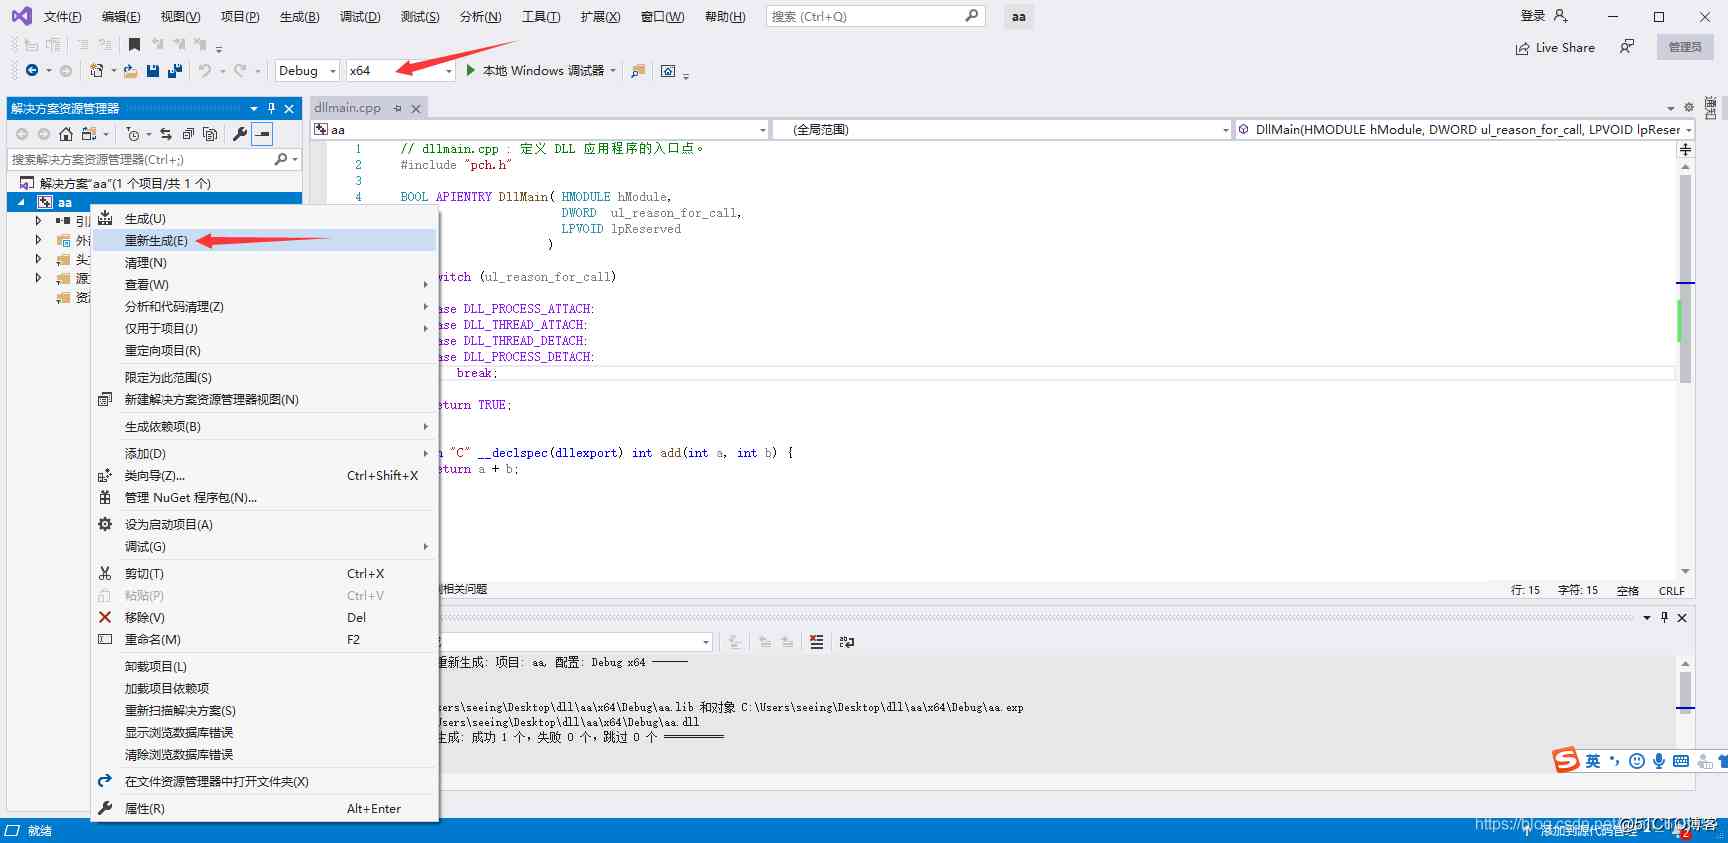 文件(F) 编辑(E) 视图(V) 项目(P) 生成(B) 调试(D) 测试(S) 分析(N) 工具(T) 扩展(X) 窗口(W) 帮助(H) 搜索 (Ctrl+Q) aa 登录
Live Share 管理员
Debug x64 本地 Windows 调试器
解决方案资源管理器 dllmain.cpp
aa (全局范围) DllMain(HMODULE hModule, DWORD ul_reason_for_call, LPVOID lpReser
搜索解决方案资源管理器(Ctrl+;)
解决方案"aa"(1 个项目/共 1 个)
aa
引
外
头
源
资
1 // dllmain.cpp : 定义 DLL 应用程序的入口点。
2 #include "pch.h"
3
4 BOOL APIENTRY DllMain( HMODULE hModule,
DWORD ul_reason_for_call,
LPVOID lpReserved
)
witch (ul_reason_for_call)
ase DLL_PROCESS_ATTACH:
ase DLL_THREAD_ATTACH:
ase DLL_THREAD_DETACH:
ase DLL_PROCESS_DETACH:
break;
eturn TRUE;
n "C" __declspec(dllexport) int add(int a, int b) {
eturn a + b;
生成(U)
重新生成(E)
清理(N)
查看(W)
分析和代码清理(Z)
仅用于项目(J)
重定向项目(R)
限定为此范围(S)
新建解决方案资源管理器视图(N)
生成依赖项(B)
添加(D)
类向导(Z)... Ctrl+Shift+X
管理 NuGet 程序包(N)...
设为启动项目(A)
调试(G)
剪切(T) Ctrl+X
粘贴(P) Ctrl+V
移除(V) Del
重命名(M) F2
卸载项目(L)
加载项目依赖项
重新扫描解决方案(S)
显示浏览数据库错误
清除浏览数据库错误
在文件资源管理器中打开文件夹(X)
属性(R) Alt+Enter
相关问题 行: 15 字符: 15 空格 CRLF
重新生成: 项目: aa, 配置: Debug x64
sers\seeing\Desktop\dll\aa\x64\Debug\aa.lib 和对象 C:\Users\seeing\Desktop\dll\aa\x64\Debug\aa.exp
Users\seeing\Desktop\dll\aa\x64\Debug\aa.dll
生成: 成功 1 个，失败 0 个，跳过 0 个
英
就绪 添加到源代码管理 2
https://blog.csdn.net
@51CTO博客